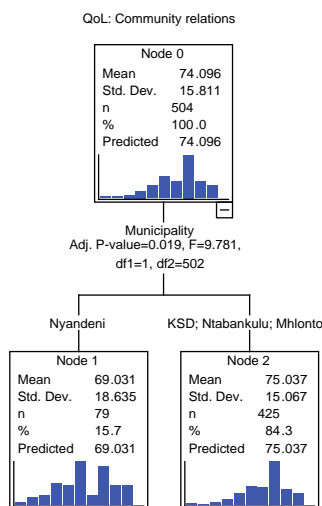 QoL: Community relations
Node 0
Mean 74.096
Std. Dev. 15.811
n 504
% 100.0
Predicted 74.096
Municipality
Adj. P-value=0.019, F=9.781,
df1=1, df2=502
Nyandeni
KSD; Ntabankulu; Mhlonto
Node 1
Mean 69.031
Std. Dev. 18.635
n 79
% 15.7
Predicted 69.031
Node 2
Mean 75.037
Std. Dev. 15.067
n 425
% 84.3
Predicted 75.037